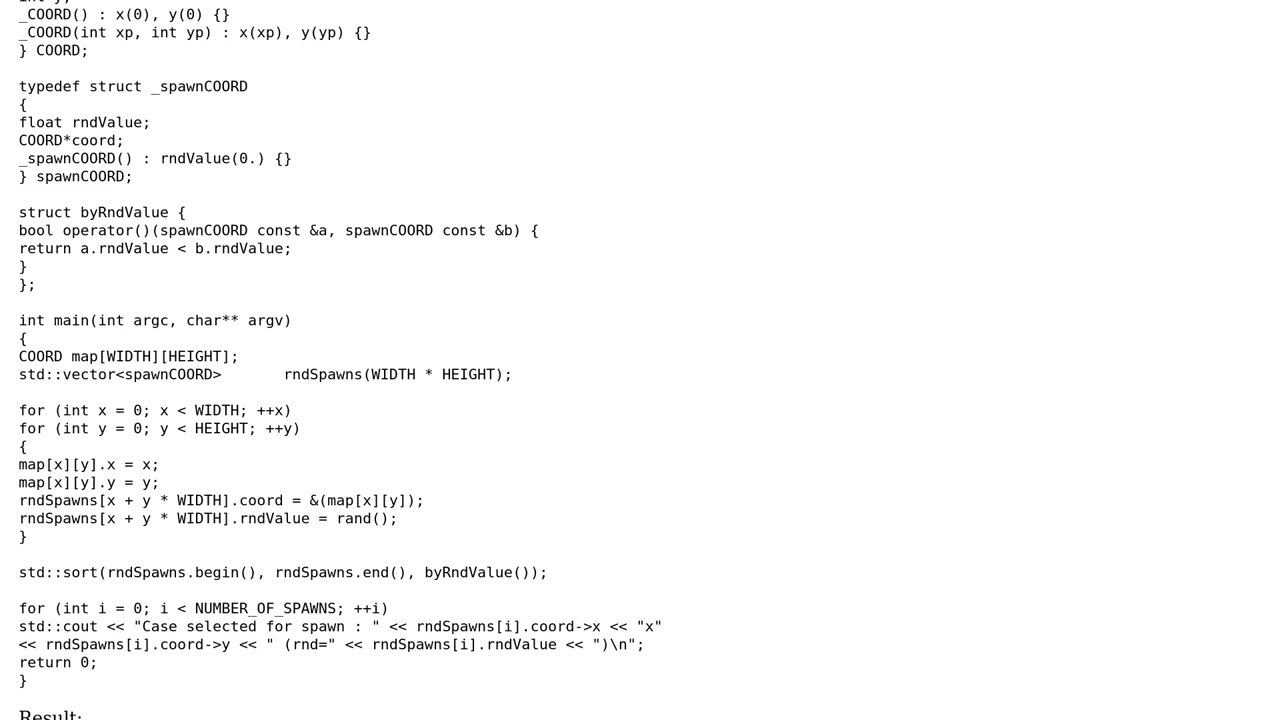 int y;
_COORD() : x(0), y(0) {}
_COORD(int xp, int yp) : x(xp), y(yp) {}
} COORD;
typedef struct _spawnCOORD
{
float rndValue;
COORD*coord;
_spawnCOORD() : rndValue(0.) {}
} spawnCOORD;
struct byRndValue {
bool operator()(spawnCOORD const &a, spawnCOORD const &b) {
return a.rndValue < b.rndValue;
}
};
int main(int argc, char** argv)
{
COORD map[WIDTH][HEIGHT];
std::vector<spawnCOORD>       rndSpawns(WIDTH * HEIGHT);
for (int x = 0; x < WIDTH; ++x)
for (int y = 0; y < HEIGHT; ++y)
{
map[x][y].x = x;
map[x][y].y = y;
rndSpawns[x + y * WIDTH].coord = &(map[x][y]);
rndSpawns[x + y * WIDTH].rndValue = rand();
}
std::sort(rndSpawns.begin(), rndSpawns.end(), byRndValue());
for (int i = 0; i < NUMBER_OF_SPAWNS; ++i)
std::cout << "Case selected for spawn : " << rndSpawns[i].coord->x << "x"
<< rndSpawns[i].coord->y << " (rnd=" << rndSpawns[i].rndValue << ")\n";
return 0;
}
Result: